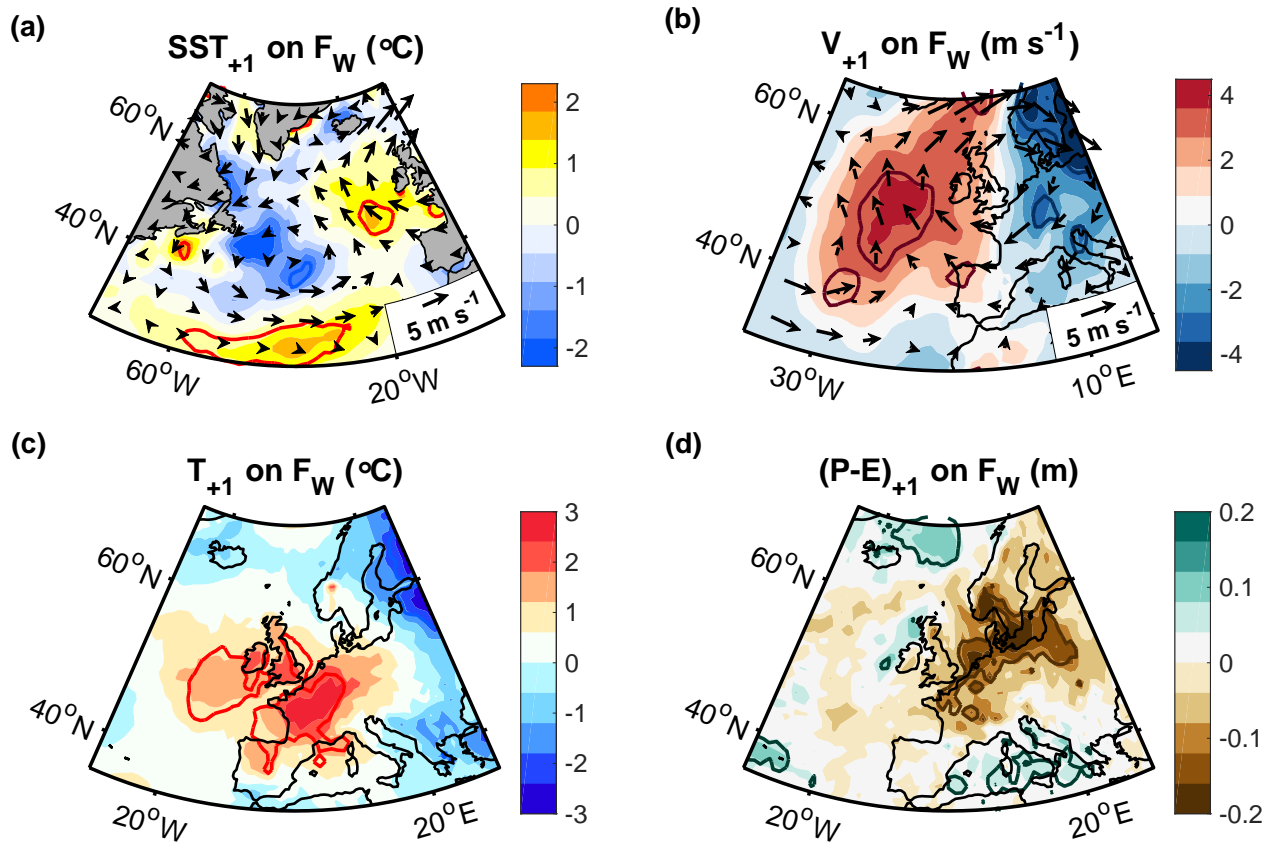 (a)
SST+1 on FW (°C)
60°N
40°N
60°W
20°W
5 m s-1
2
1
0
-1
-2
(b)
V+1 on FW (m s-1)
60°N
40°N
30°W
10°E
5 m s-1
4
2
0
-2
-4
(c)
T+1 on FW (°C)
60°N
40°N
20°W
20°E
3
2
1
0
-1
-2
-3
(d)
(P-E)+1 on FW (m)
60°N
40°N
20°W
20°E
0.2
0.1
0
-0.1
-0.2